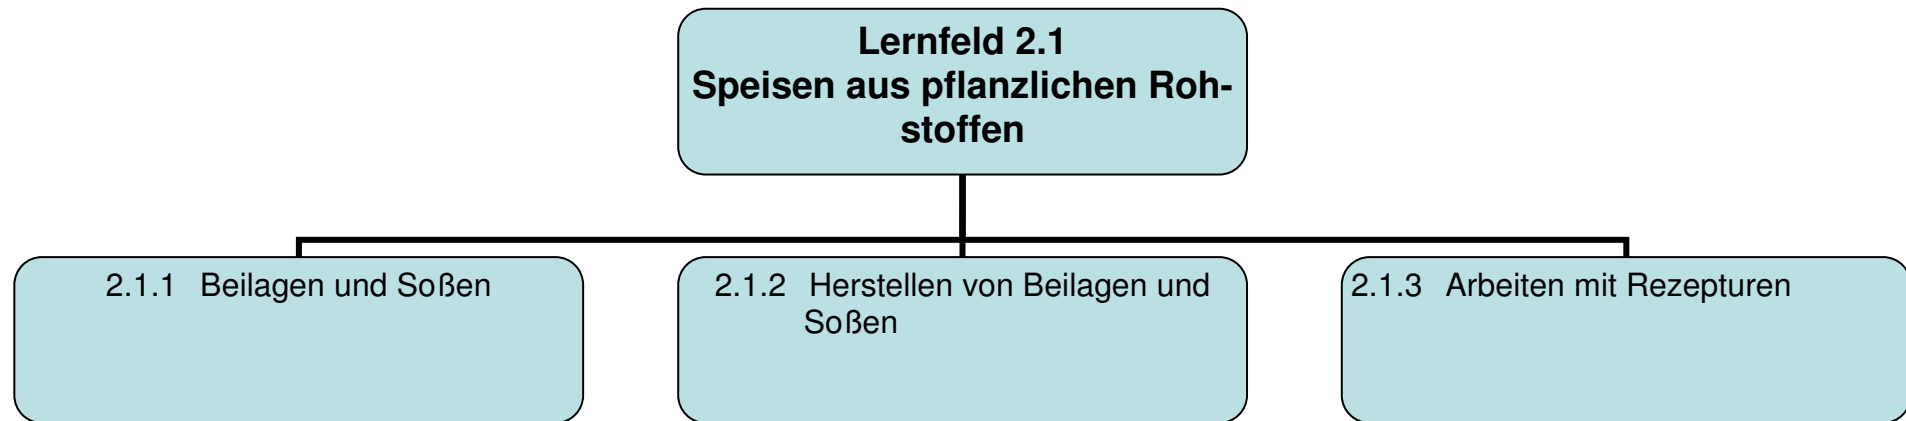 Lernfeld 2.1
Speisen aus pflanzlichen Roh-
stoffen
2.1.1 Beilagen und Soßen
2.1.2 Herstellen von Beilagen und
Soßen
2.1.3 Arbeiten mit Rezepturen